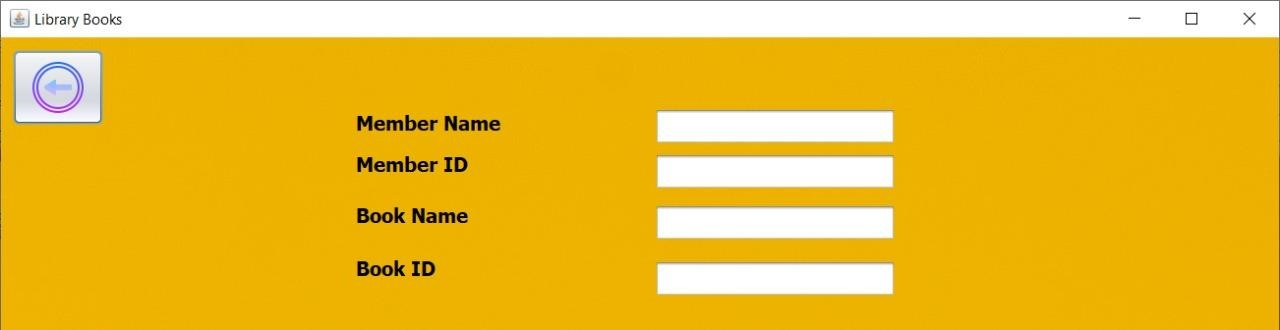 Library Books
Member Name
Member ID
Book Name
Book ID